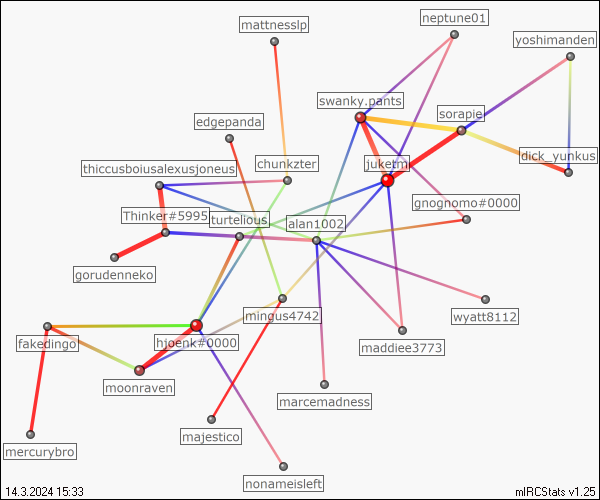 mattnesslp
neptune01
yoshimanden
swanky.pants
sorapie
edgepanda
chunkzter
juketm
dick_yunkus
thiccusboiusalexusjoneus
gnognomo#0000
Thinker#5995
turtelious
alan1002
gorudenneko
mingus4742
wyatt8112
fakedingo
hjoenk#0000
maddiee3773
moonraven
marcemadness
majestico
mercurybro
nonameisleft
14.3.2024 15:33
mIRCStats v1.25